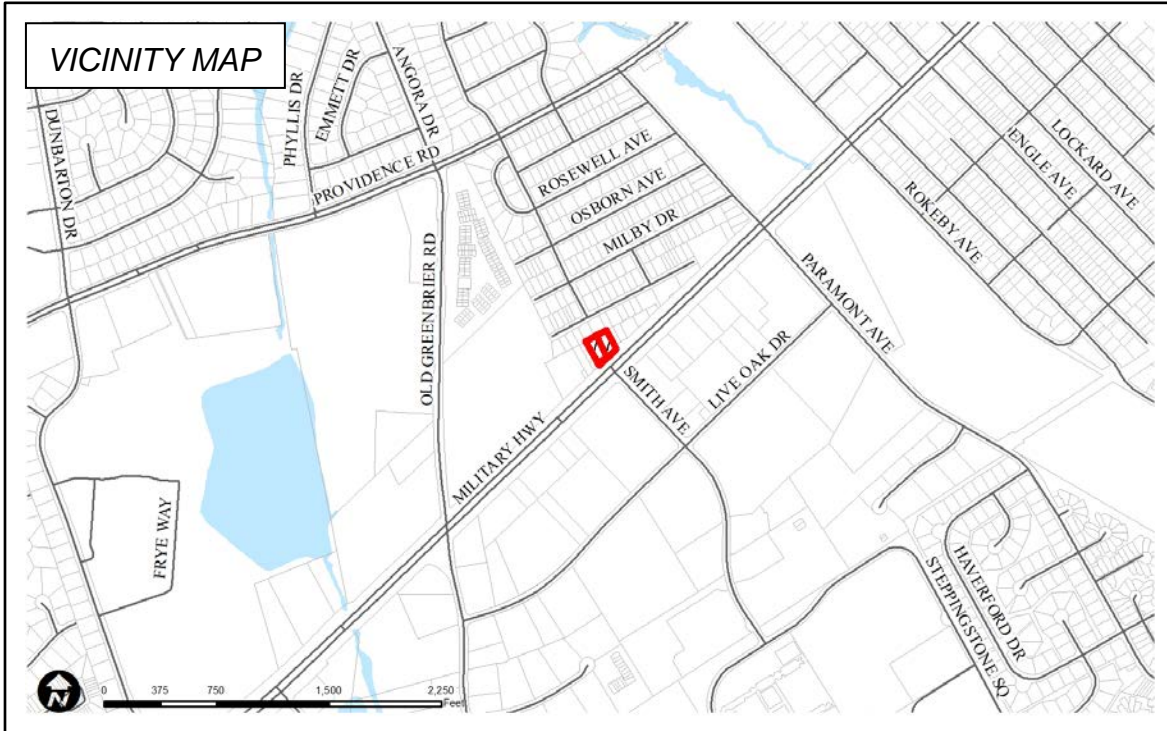 VICINITY MAP
DUNBARTON DR
PHYLLIS DR
EMMETT DR
ANGORA DR
PROVIDENCE RD
OLD GREENBRIER RD
ROSEWELL AVE
OSBORN AVE
MILBY DR
LOCKARD AVE
ENGLE AVE
ROKEBY AVE
PARAMONT AVE
LIVE OAK DR
SMITH AVE
MILITARY HWY
FRYE WAY
HAVERFORD DR
STEPPINGSTONE SQ
N
0 375 750 1,500 2,250
Feet